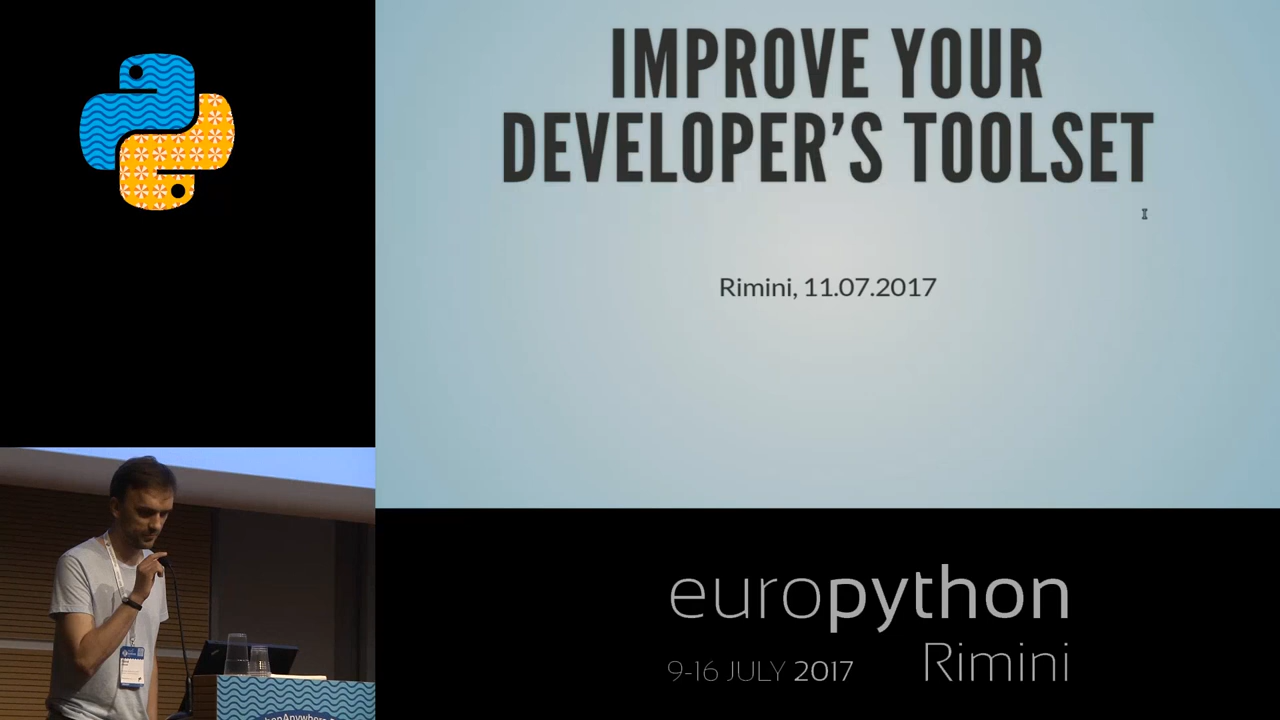 IMPROVE YOUR
DEVELOPER'S TOOLSET
Rimini, 11.07.2017
europython
Rimini
9-16 JULY 2017